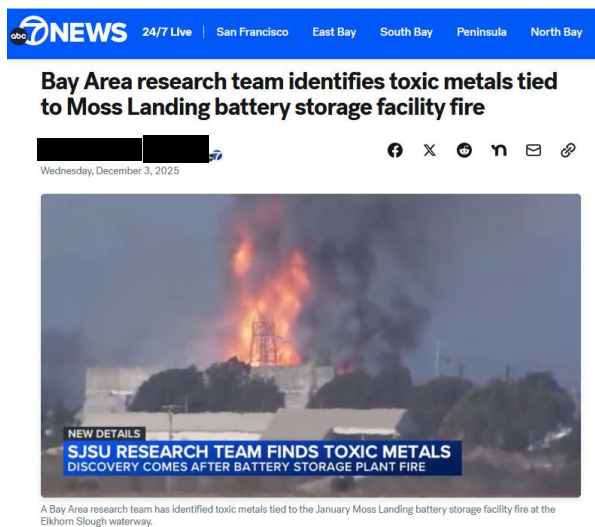 abc 7NEWS 24/7 Live San Francisco East Bay South Bay Peninsula North Bay
Bay Area research team identifies toxic metals tied
to Moss Landing battery storage facility fire
Wednesday, December 3, 2025
NEW DETAILS
SJSU RESEARCH TEAM FINDS TOXIC METALS
DISCOVERY COMES AFTER BATTERY STORAGE PLANT FIRE
A Bay Area research team has identified toxic metals tied to the January Moss Landing battery storage facility fire at the
Elkhorn Slough waterway.